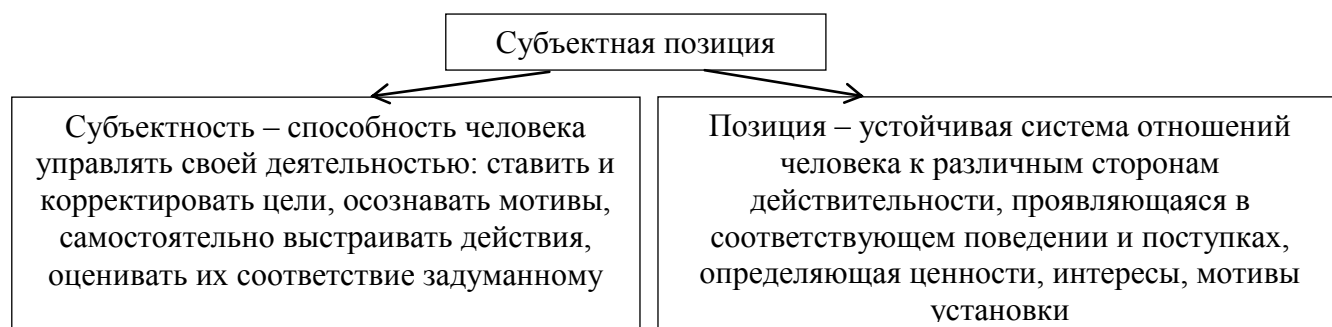 Субъектная позиция
Субъектность – способность человека
управлять своей деятельностью: ставить и
корректировать цели, осознавать мотивы,
самостоятельно выстраивать действия,
оценивать их соответствие задуманному
Позиция – устойчивая система отношений
человека к различным сторонам
действительности, проявляющаяся в
соответствующем поведении и поступках,
определяющая ценности, интересы, мотивы
установки